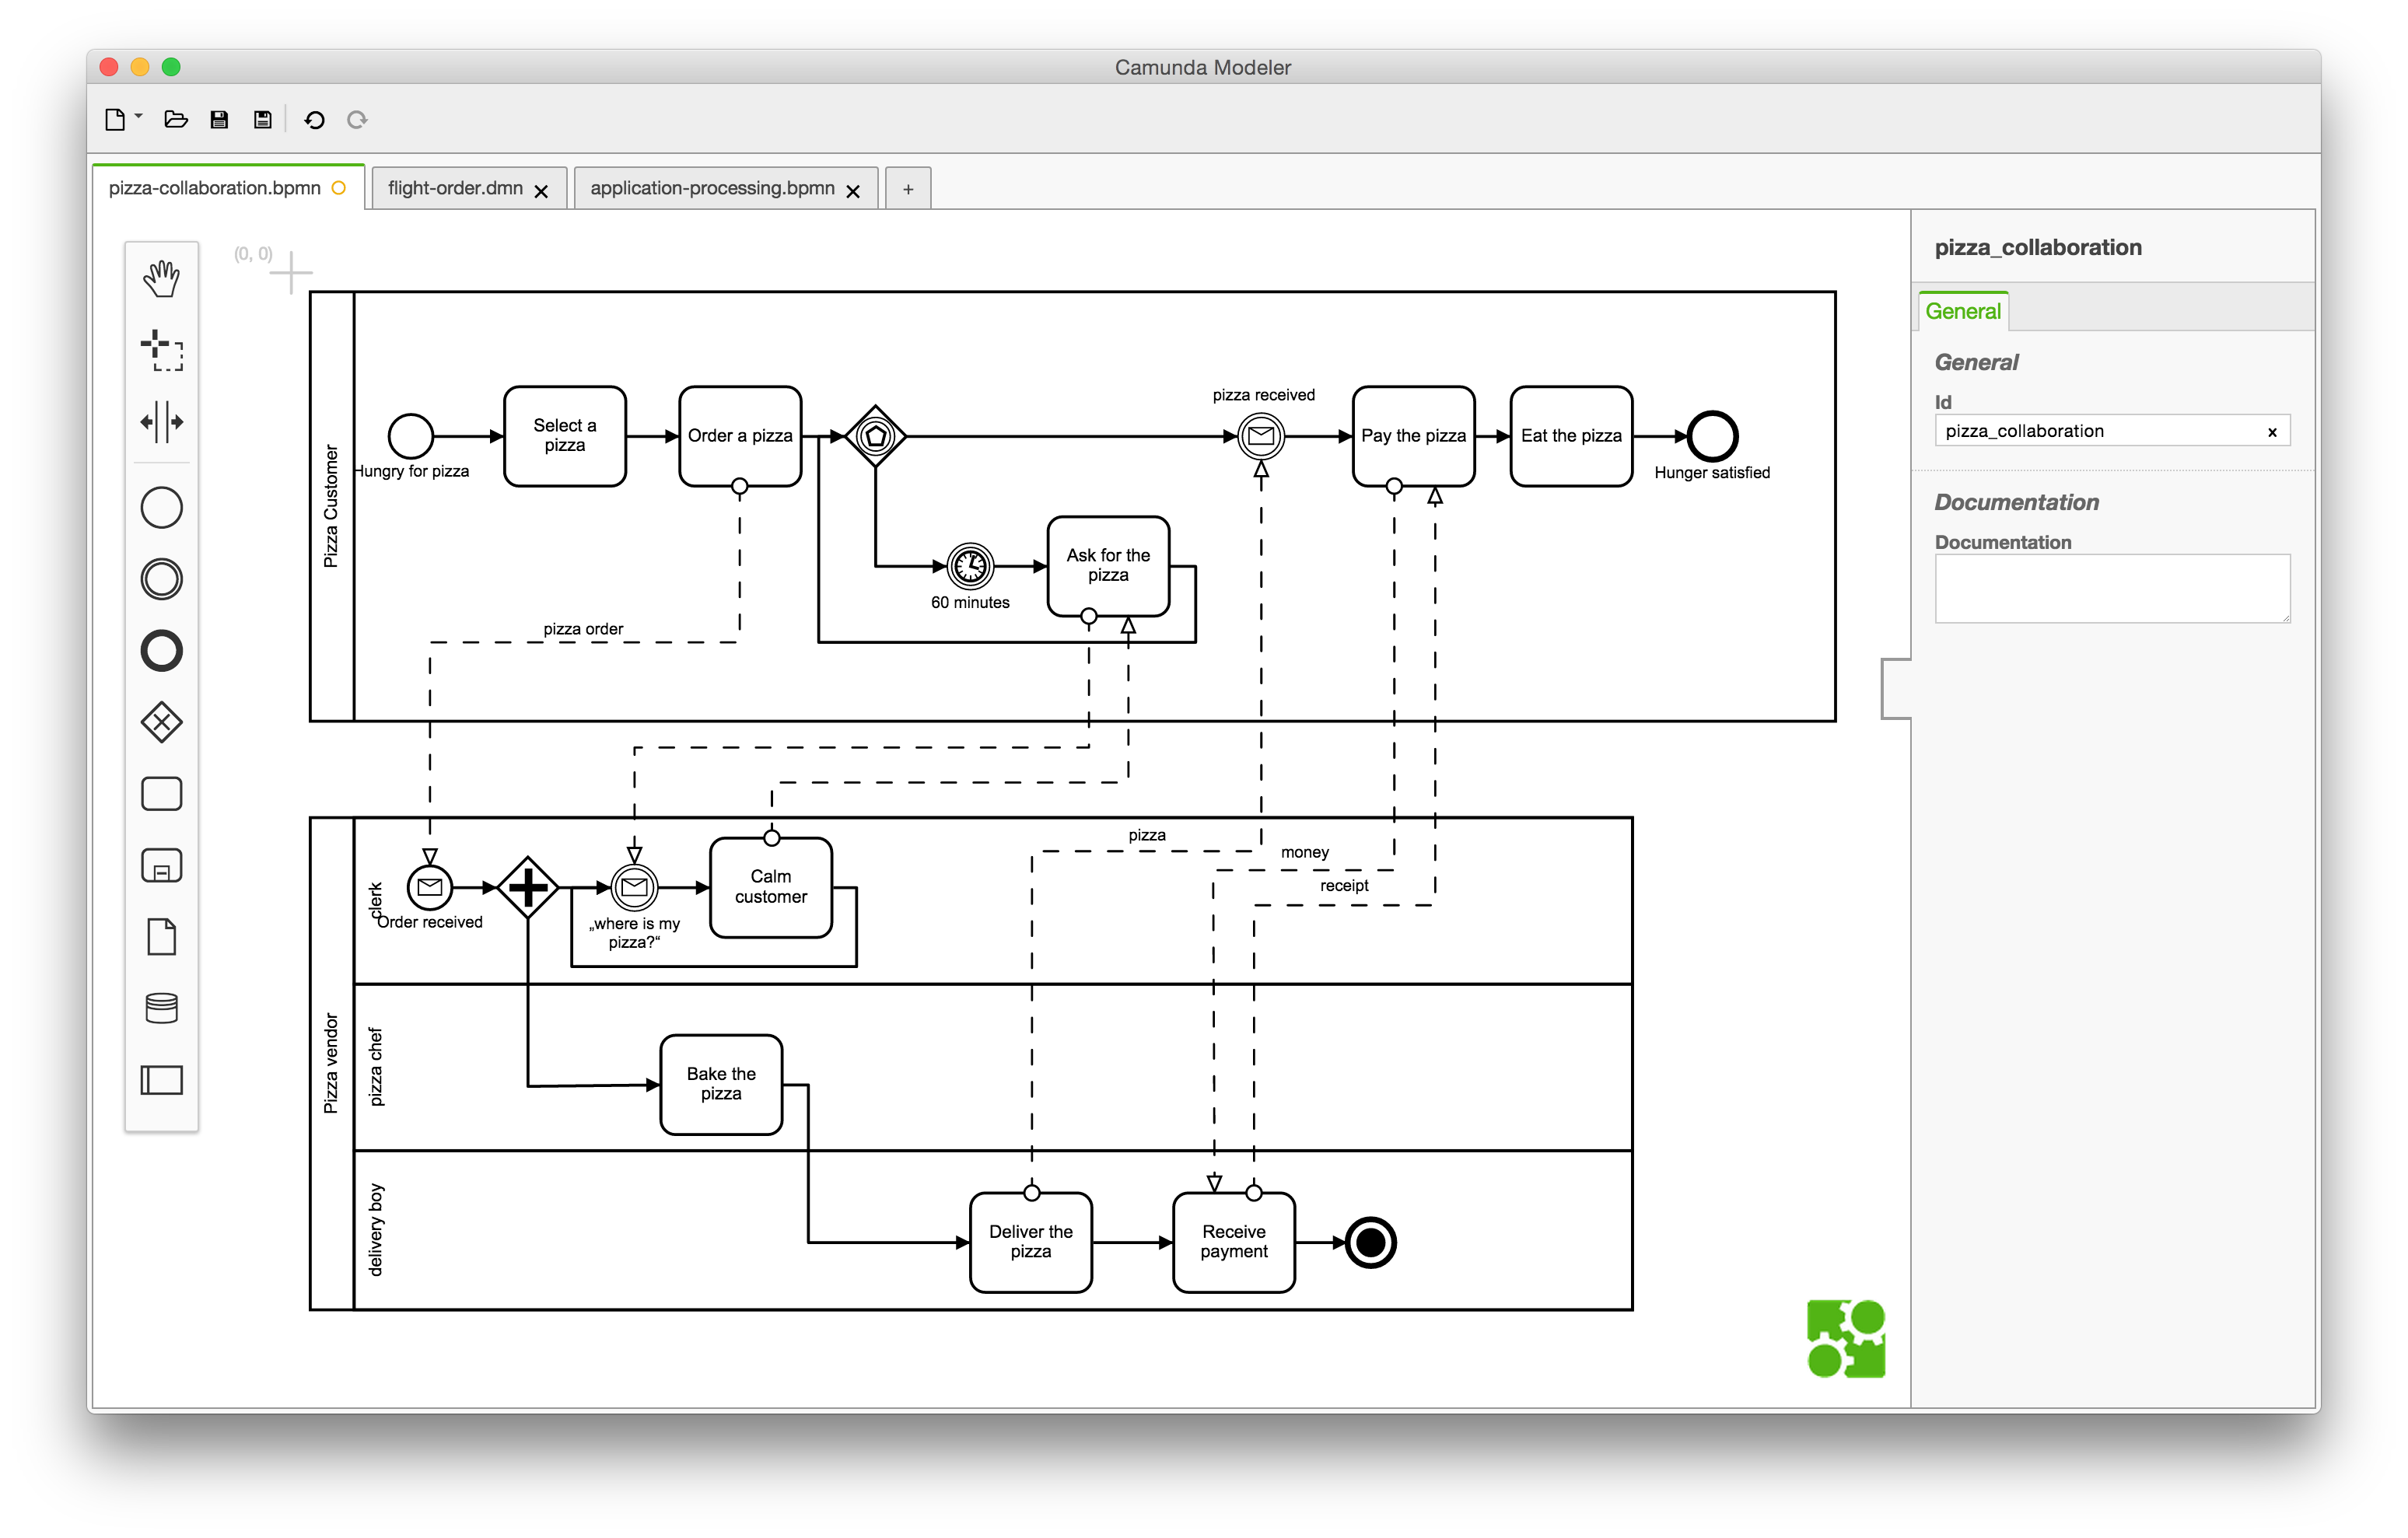 Camunda Modeler
pizza-collaboration.bpmn
flight-order.dmn
application-processing.bpmn
+
(0, 0)
pizza_collaboration
General
General
Id
pizza_collaboration
Documentation
Documentation
Pizza Customer
Hungry for pizza
Select a
pizza
Order a pizza
pizza received
Pay the pizza
Eat the pizza
Hunger satisfied
60 minutes
Ask for the
pizza
pizza order
Pizza vendor
clerk
Order received
„where is my
pizza?“
Calm
customer
pizza
money
receipt
pizza chef
Bake the
pizza
delivery boy
Deliver the
pizza
Receive
payment